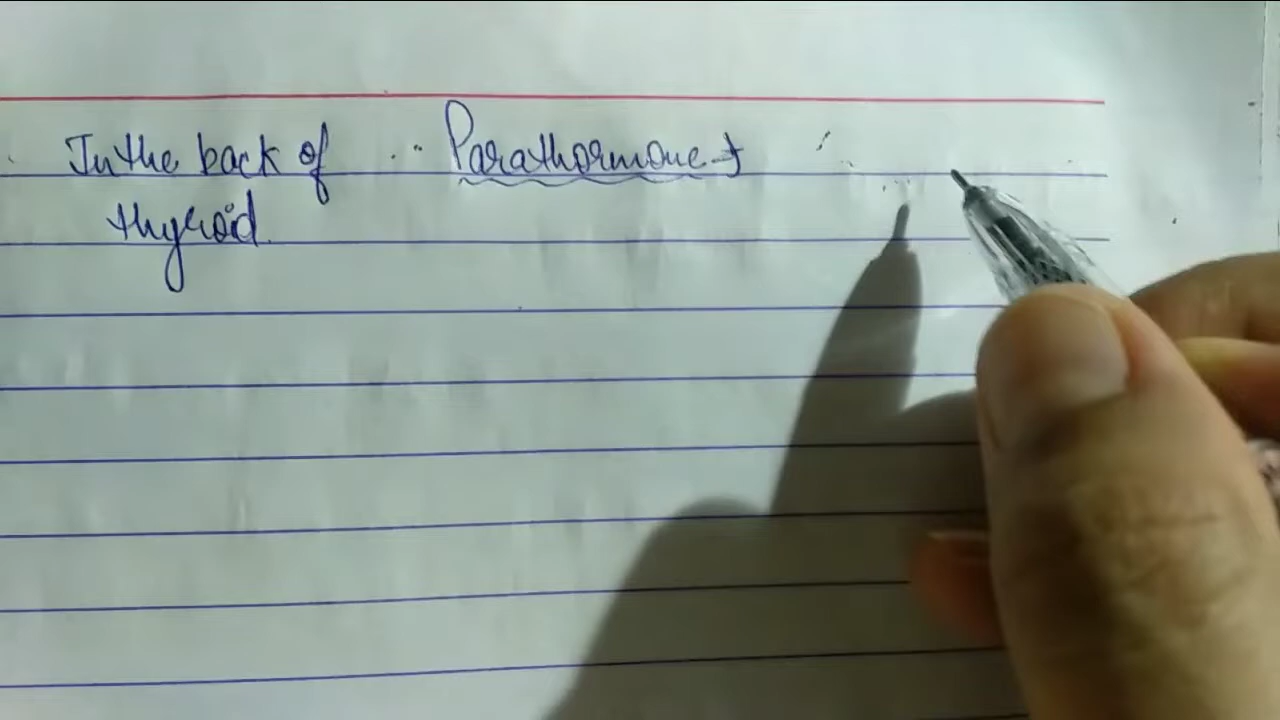 In the back of Parathormone →
thyroid.